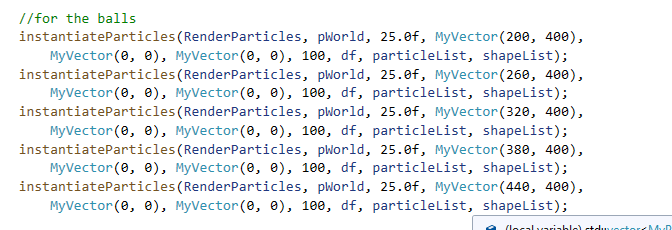 //for the balls
instantiateParticles(RenderParticles, pWorld, 25.0f, MyVector(200, 400),
MyVector(0, 0), MyVector(0, 0), 100, df, particleList, shapeList);
instantiateParticles(RenderParticles, pWorld, 25.0f, MyVector(260, 400),
MyVector(0, 0), MyVector(0, 0), 100, df, particleList, shapeList);
instantiateParticles(RenderParticles, pWorld, 25.0f, MyVector(320, 400),
MyVector(0, 0), MyVector(0, 0), 100, df, particleList, shapeList);
instantiateParticles(RenderParticles, pWorld, 25.0f, MyVector(380, 400),
MyVector(0, 0), MyVector(0, 0), 100, df, particleList, shapeList);
instantiateParticles(RenderParticles, pWorld, 25.0f, MyVector(440, 400),
MyVector(0, 0), MyVector(0, 0), 100, df, particleList, shapeList);
(local variable)